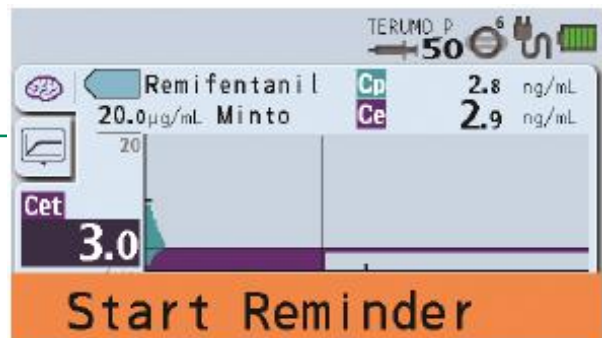 TERUMO P
50 6
Remifentanil Cp 2.8 ng/mL
20.0µg/mL Minto Ce 2.9 ng/mL
20
Cet
3.0
Start Reminder